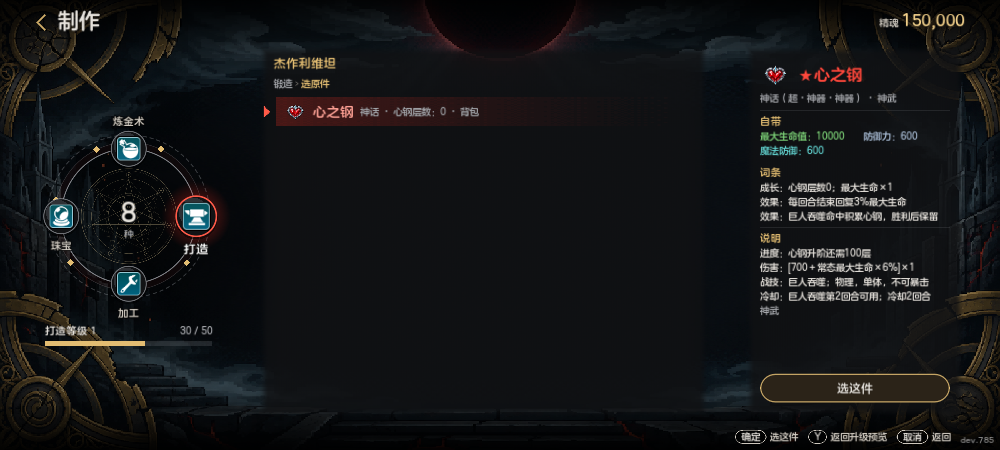 制作
精魂 150,000
炼金术
珠宝
8
种
打造
加工
打造等级 1 30 / 50
杰作利维坦
锻造 · 选原件
心之钢 神话 · 心钢层数: 0 · 背包
★心之钢
神话 ( 超 · 神器 · 神器 ) · 神武
自带
最大生命值: 10000 防御力: 600
魔法防御: 600
词条
成长: 心钢层数0; 最大生命×1
效果: 每回合结束回复3%最大生命
效果: 巨人吞噬命中积累心钢, 胜利后保留
说明
进度: 心钢升阶还需100层
伤害: [700 + 常态最大生命×6%]×1
战技: 巨人吞噬; 物理, 单体, 不可暴击
冷却: 巨人吞噬第2回合可用; 冷却2回合
神武
选这件
确定 选这件 Y 返回升级预览 取消 返回
dev.785